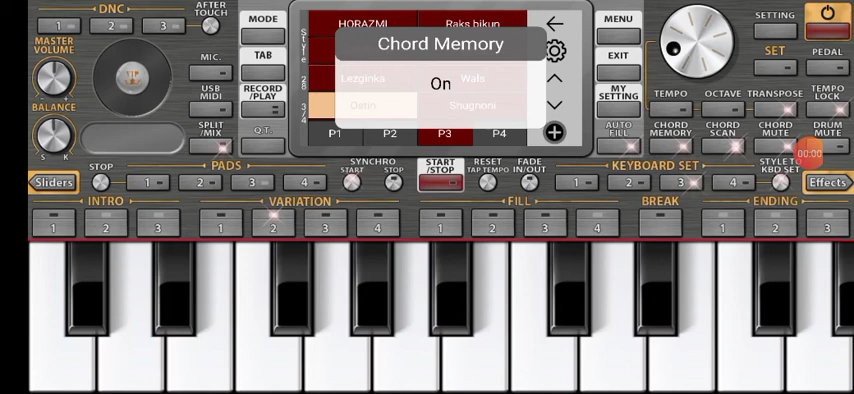 DNC
1 2 3
AFTER
TOUCH
MASTER
VOLUME
BALANCE
S K
VIP
MIC.
USB
MIDI
SPLIT
/MIX
MODE
TAB
RECORD
/PLAY
Q.T.
HORAZMI Raks bikun
Chord Memory
On
Lezginka Wals
Shugnoni
P1 P2 P3 P4
MENU
EXIT
MY
SETTING
AUTO
FILL
SETTING
SET PEDAL
TEMPO OCTAVE TRANSPOSE TEMPO
LOCK
CHORD
MEMORY
CHORD
SCAN
CHORD
MUTE
DRUM
MUTE
00:00
Sliders
STOP
PADS
1 2 3 4
SYNCHRO
START STOP
START
/STOP
RESET
TAP TEMPO
FADE
IN/OUT
KEYBOARD SET
1 2 3 4
STYLE TO
KBD SET
Effects
INTRO VARIATION FILL BREAK ENDING
1 2 3 1 2 3 4 1 2 3 4 1 2 3